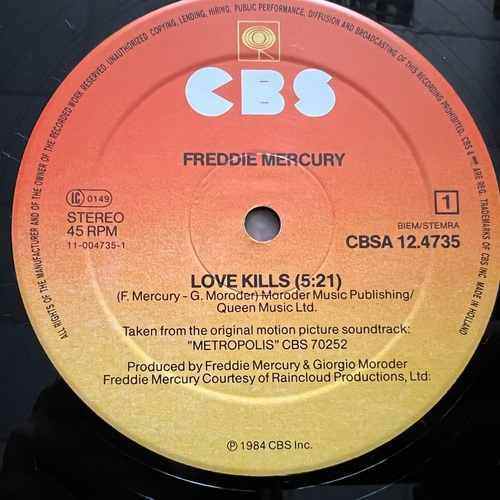 ALL RIGHTS OF THE MANUFACTURER AND OF THE OWNER OF THE RECORDED WORK RESERVED. UNAUTHORIZED COPYING, LENDING, HIRING, PUBLIC PERFORMANCE, DIFFUSION AND BROADCASTING OF THIS RECORDING PROHIBITED. CBS & ARE REG. TRADEMARKS OF CBS INC. MADE IN HOLLAND
CBS
FREDDIE MERCURY
LC 0149
STEREO
45 RPM
11-004735-1
1
BIEM/STEMRA
CBSA 12.4735
LOVE KILLS (5:21)
(F. Mercury - G. Moroder) Moroder Music Publishing/
Queen Music Ltd.
Taken from the original motion picture soundtrack:
"METROPOLIS" CBS 70252
Produced by Freddie Mercury & Giorgio Moroder
Freddie Mercury Courtesy of Raincloud Productions, Ltd.
℗ 1984 CBS Inc.